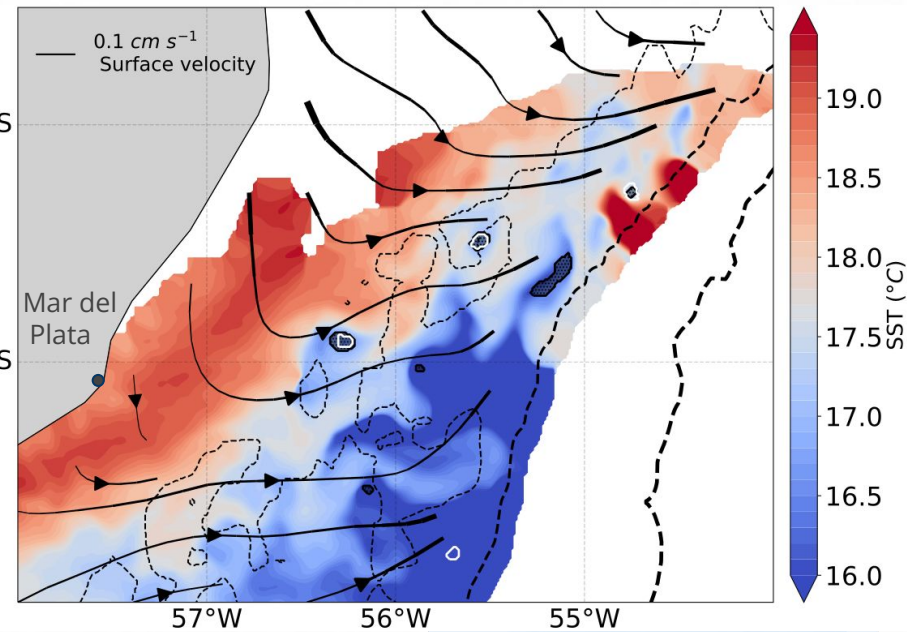 0.1 cm s⁻¹
Surface velocity
19.0
S
18.5
18.0
Mar del
Plata
17.5
SST (°C)
S
17.0
16.5
16.0
57°W
56°W
55°W